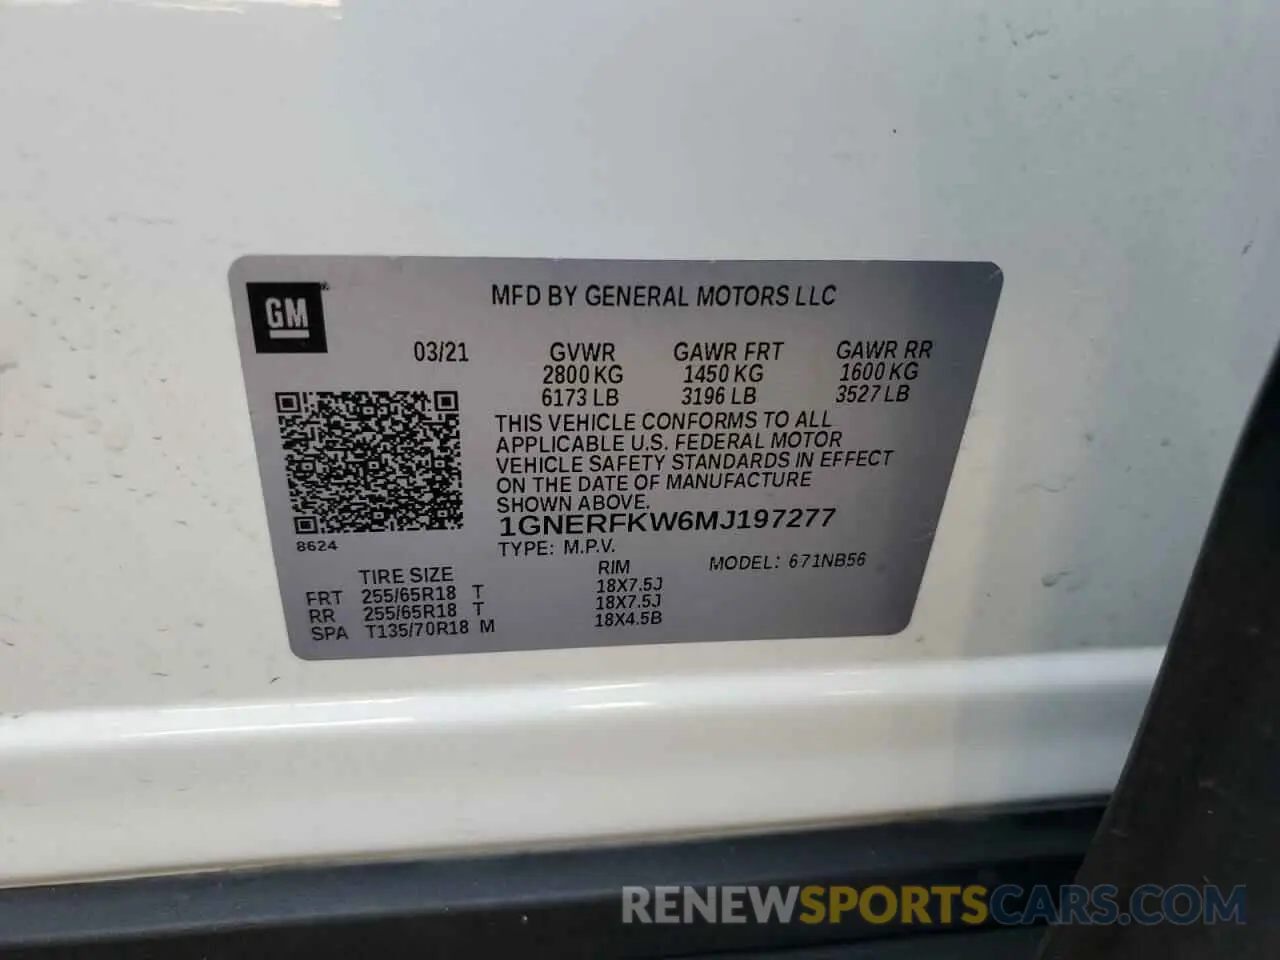 GM®
MFD BY GENERAL MOTORS LLC
03/21 GVWR GAWR FRT GAWR RR
2800 KG 1450 KG 1600 KG
6173 LB 3196 LB 3527 LB
THIS VEHICLE CONFORMS TO ALL
APPLICABLE U.S. FEDERAL MOTOR
VEHICLE SAFETY STANDARDS IN EFFECT
ON THE DATE OF MANUFACTURE
SHOWN ABOVE.
1GNERFKW6MJ197277
8624
TYPE: M.P.V. MODEL: 671NB56
TIRE SIZE RIM
FRT 255/65R18 T 18X7.5J
RR 255/65R18 T 18X7.5J
SPA T135/70R18 M 18X4.5B
RENEWSPORTSCARS.COM